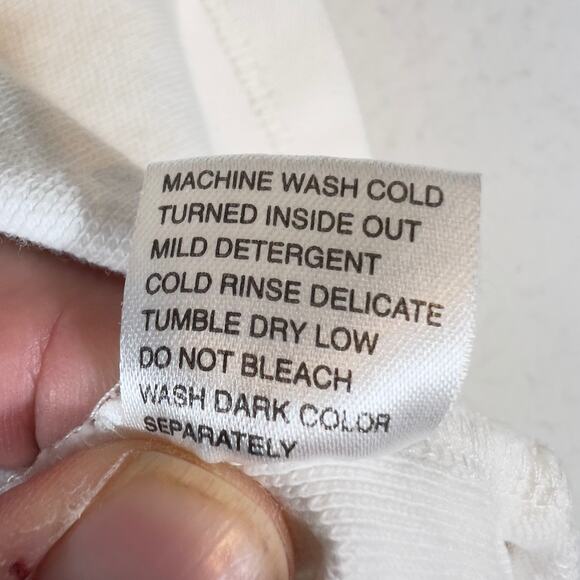 MACHINE WASH COLD
TURNED INSIDE OUT
MILD DETERGENT
COLD RINSE DELICATE
TUMBLE DRY LOW
DO NOT BLEACH
WASH DARK COLOR
SEPARATELY